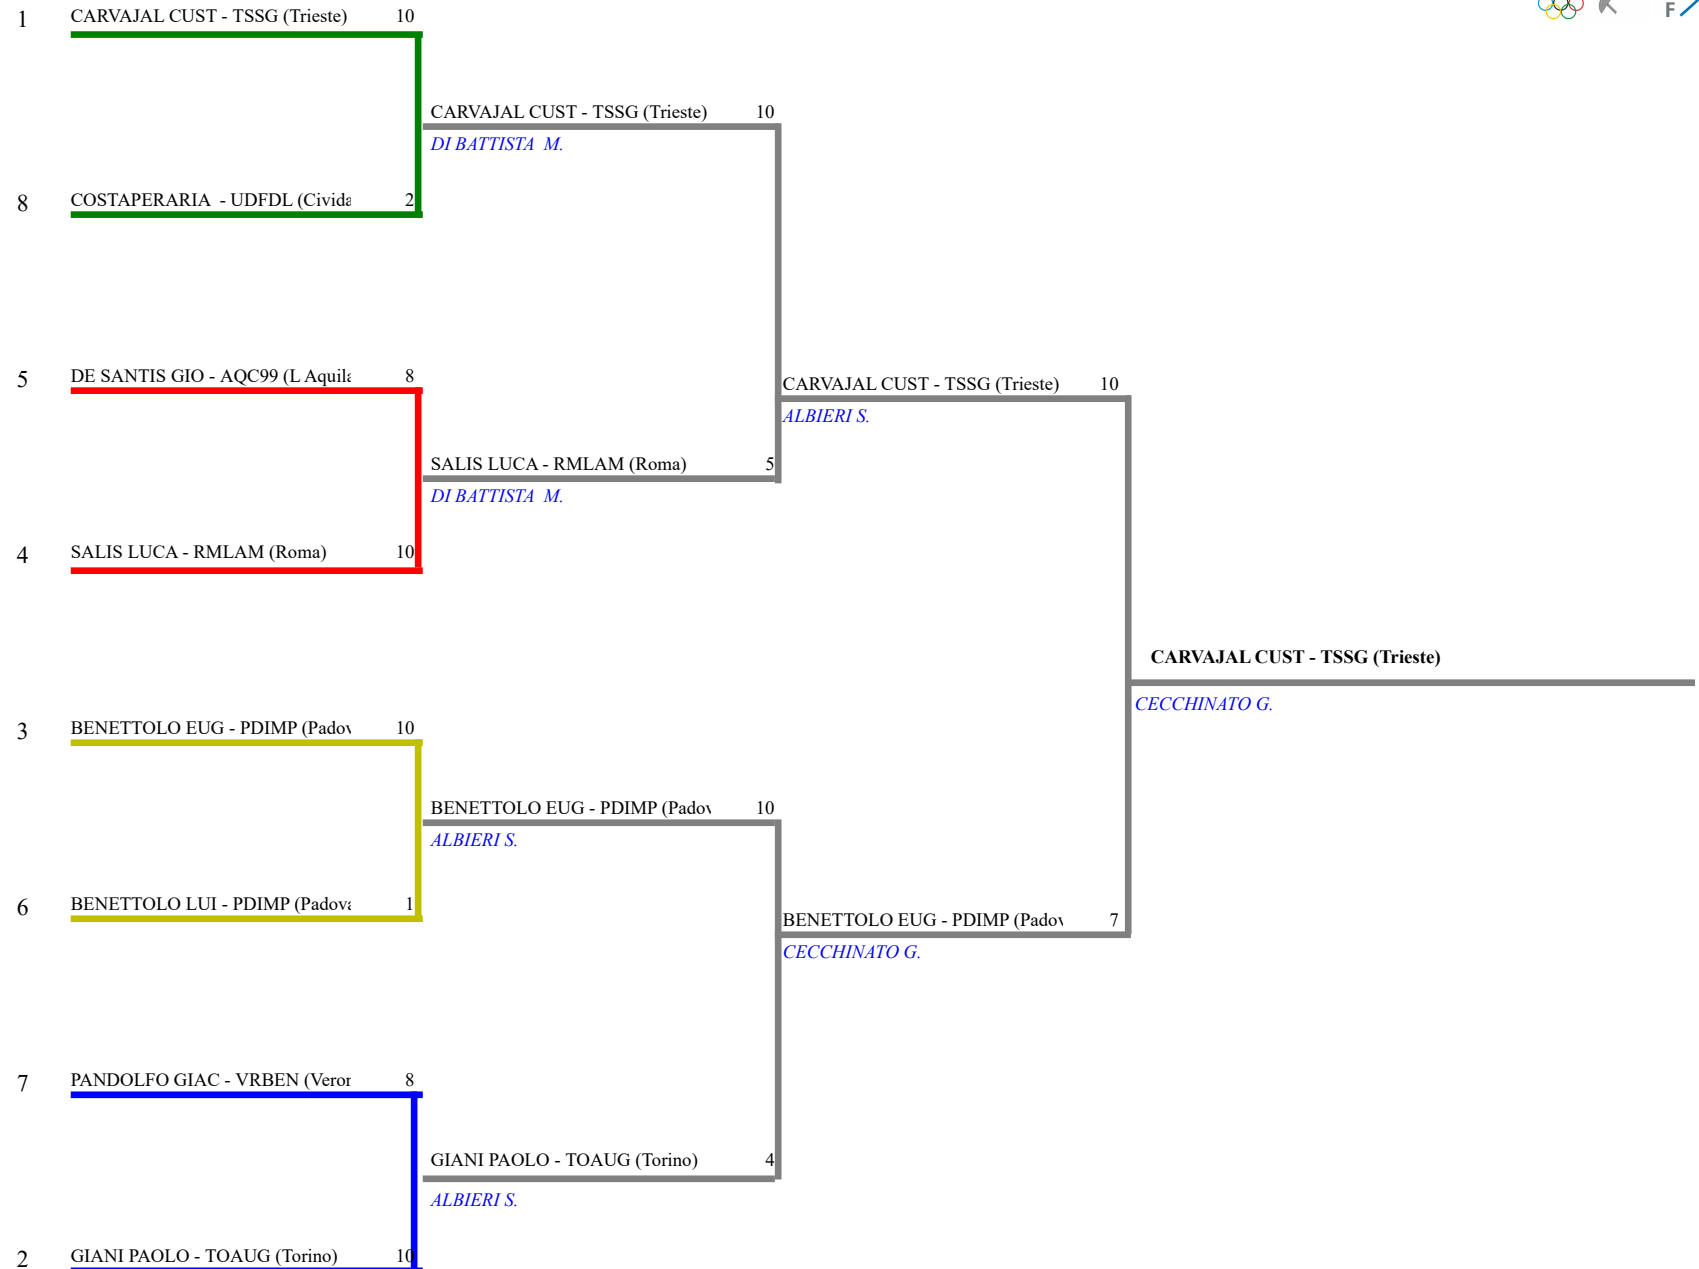 1 CARVAJAL CUST - TSSG (Trieste) 10
F
CARVAJAL CUST - TSSG (Trieste) 10
DI BATTISTA M.
8 COSTAPERARIA - UDFDL (Civida 2
5 DE SANTIS GIO - AQC99 (L Aquila 8
CARVAJAL CUST - TSSG (Trieste) 10
ALBIERI S.
SALIS LUCA - RMLAM (Roma) 5
DI BATTISTA M.
4 SALIS LUCA - RMLAM (Roma) 10
CARVAJAL CUST - TSSG (Trieste)
CECCHINATO G.
3 BENETTOLO EUG - PDIMP (Padov 10
BENETTOLO EUG - PDIMP (Padov 10
ALBIERI S.
6 BENETTOLO LUI - PDIMP (Padova 1
BENETTOLO EUG - PDIMP (Padov 7
CECCHINATO G.
7 PANDOLFO GIAC - VRBEN (Veror 8
GIANI PAOLO - TOAUG (Torino) 4
ALBIERI S.
2 GIANI PAOLO - TOAUG (Torino) 10